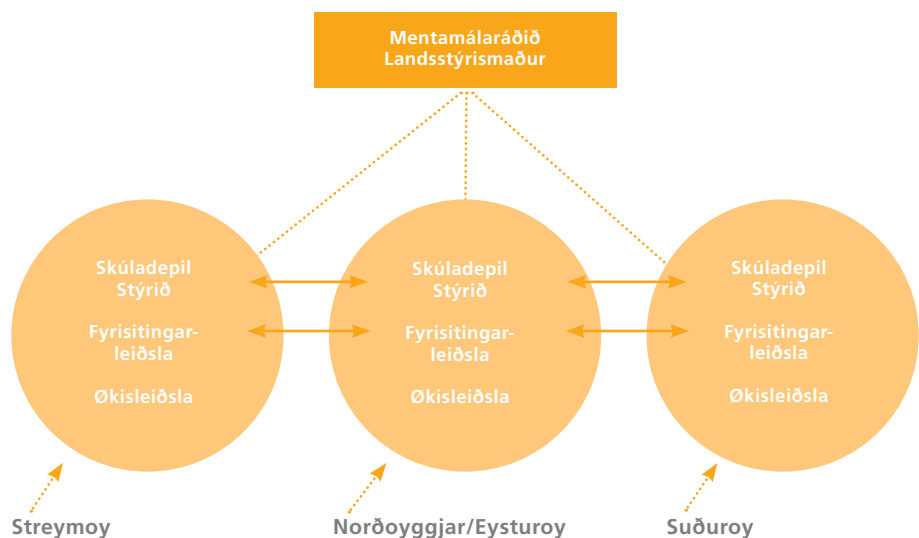 Mentamálaráðið
Landsstýrismaður
Skúladepil
Stýrið
Fyrisitingar-
leiðsla
Økisleiðsla
Skúladepil
Stýrið
Fyrisitingar-
leiðsla
Økisleiðsla
Skúladepil
Stýrið
Fyrisitingar-
leiðsla
Økisleiðsla
Streymoy
Norðoyggjar/Eysturoy
Suðuroy